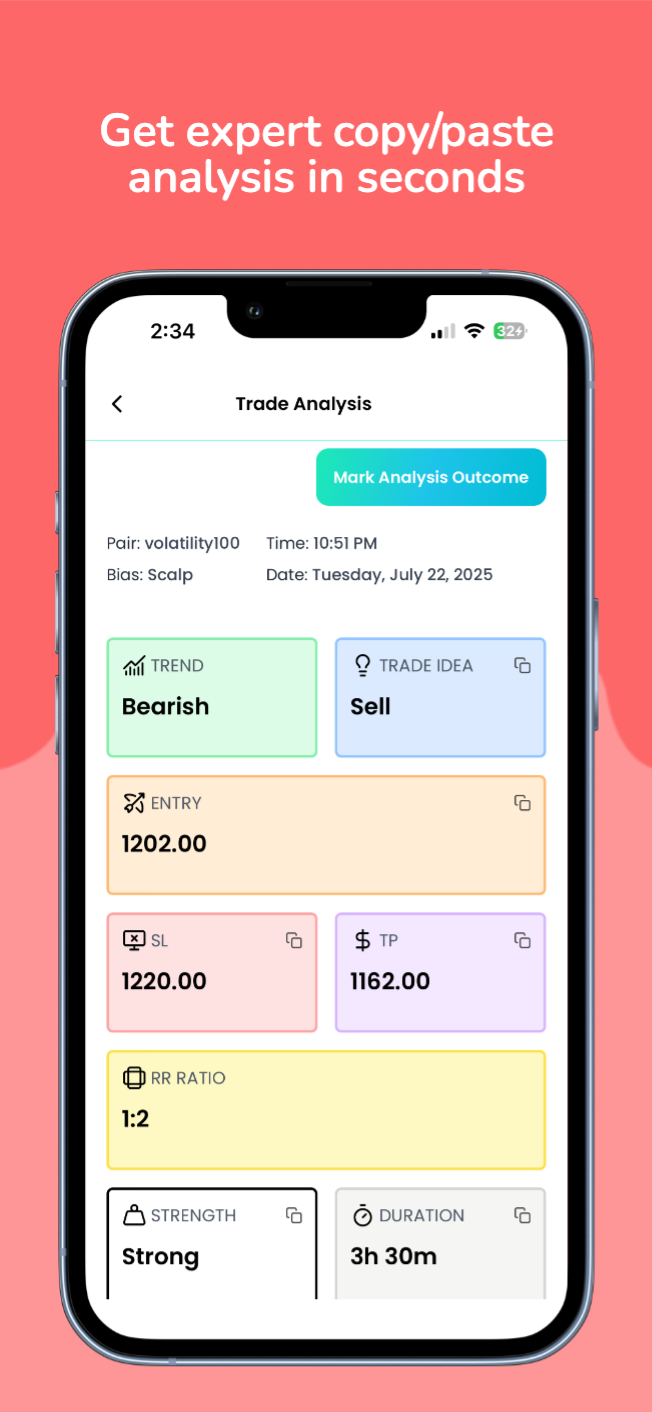 Get expert copy/paste
analysis in seconds
2:34
32
Trade Analysis
Mark Analysis Outcome
Pair: volatility100 Time: 10:51 PM
Bias: Scalp Date: Tuesday, July 22, 2025
TREND
Bearish
TRADE IDEA
Sell
ENTRY
1202.00
SL
1220.00
TP
1162.00
RR RATIO
1:2
STRENGTH
Strong
DURATION
3h 30m